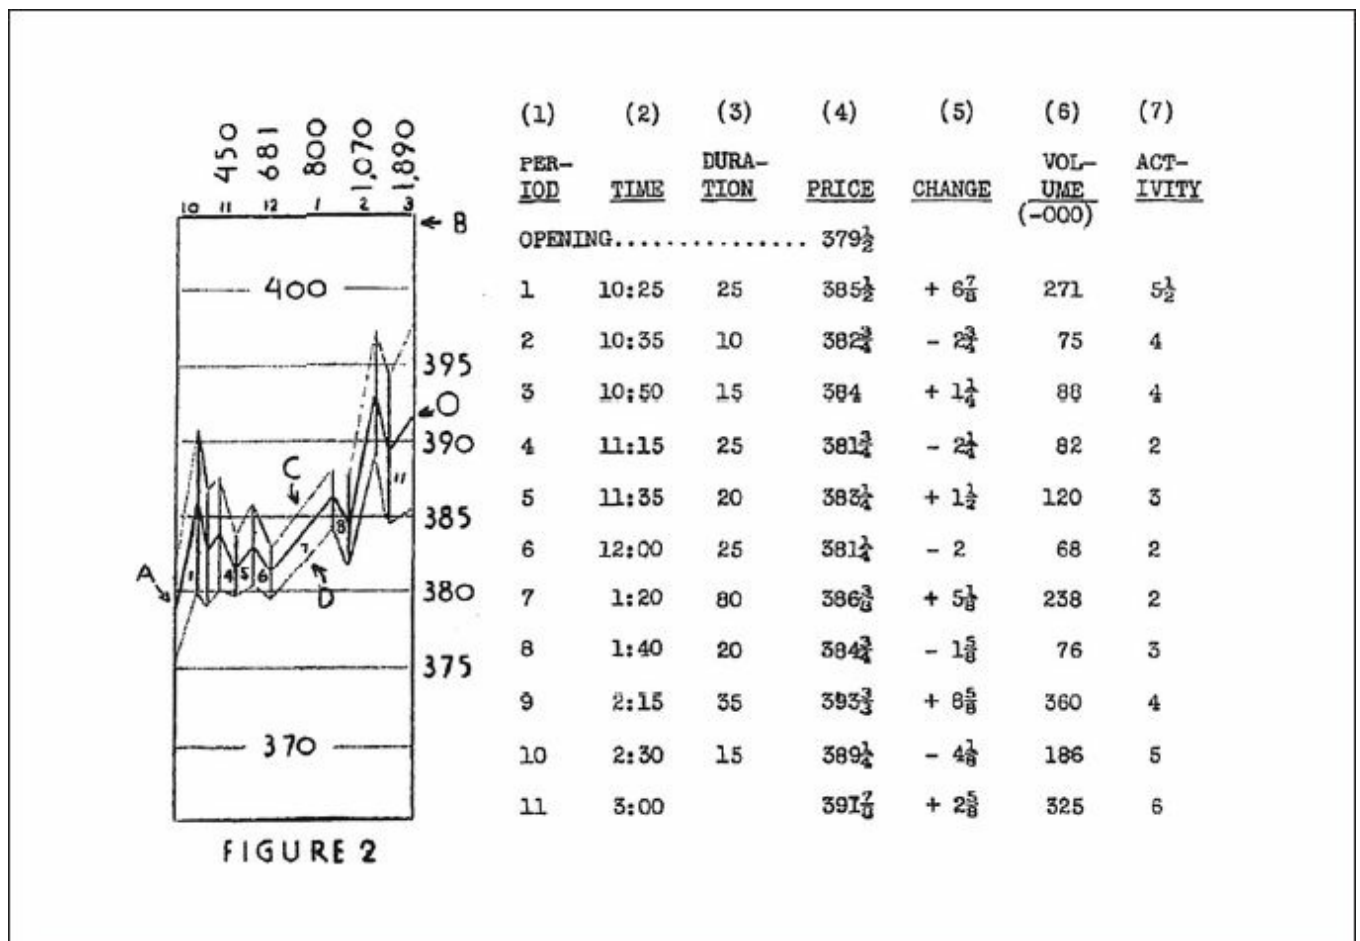 450 681 800 1,070 1,890
10 11 12 1 2 3
B
400
395
O
390
C
11
385
8
A
1 4 5 6 7
380
D
375
370
FIGURE 2
(1) (2) (3) (4) (5) (6) (7)
PER- DURA- VOL- ACT-
IOD TIME TION PRICE CHANGE UME IVITY
(-000)
OPENING.............. 379½
1 10:25 25 385½ + 6⅞ 271 5½
2 10:35 10 382¾ - 2¾ 75 4
3 10:50 15 384 + 1¼ 88 4
4 11:15 25 381¾ - 2¼ 82 2
5 11:35 20 383¼ + 1½ 120 3
6 12:00 25 381¼ - 2 68 2
7 1:20 80 386⅜ + 5⅛ 238 2
8 1:40 20 384¾ - 1⅝ 76 3
9 2:15 35 + 8⅝ 360 4
10 2:30 15 389¼ - 4⅛ 186 5
11 3:00 391⅞ + 2⅝ 325 6